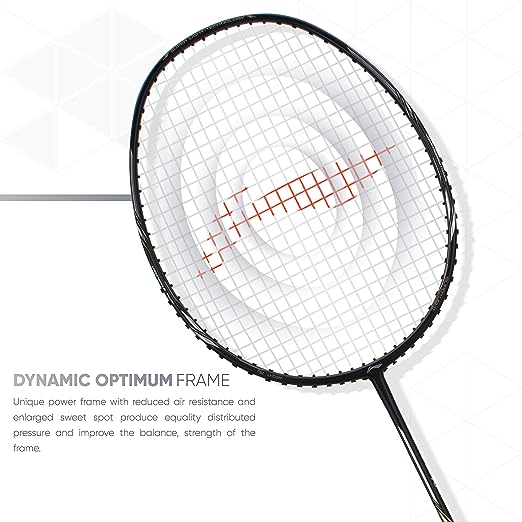 DYNAMIC OPTIMUM FRAME
Unique power frame with reduced air resistance and
enlarged sweet spot produce equality distributed
pressure and improve the balance, strength of the
frame.